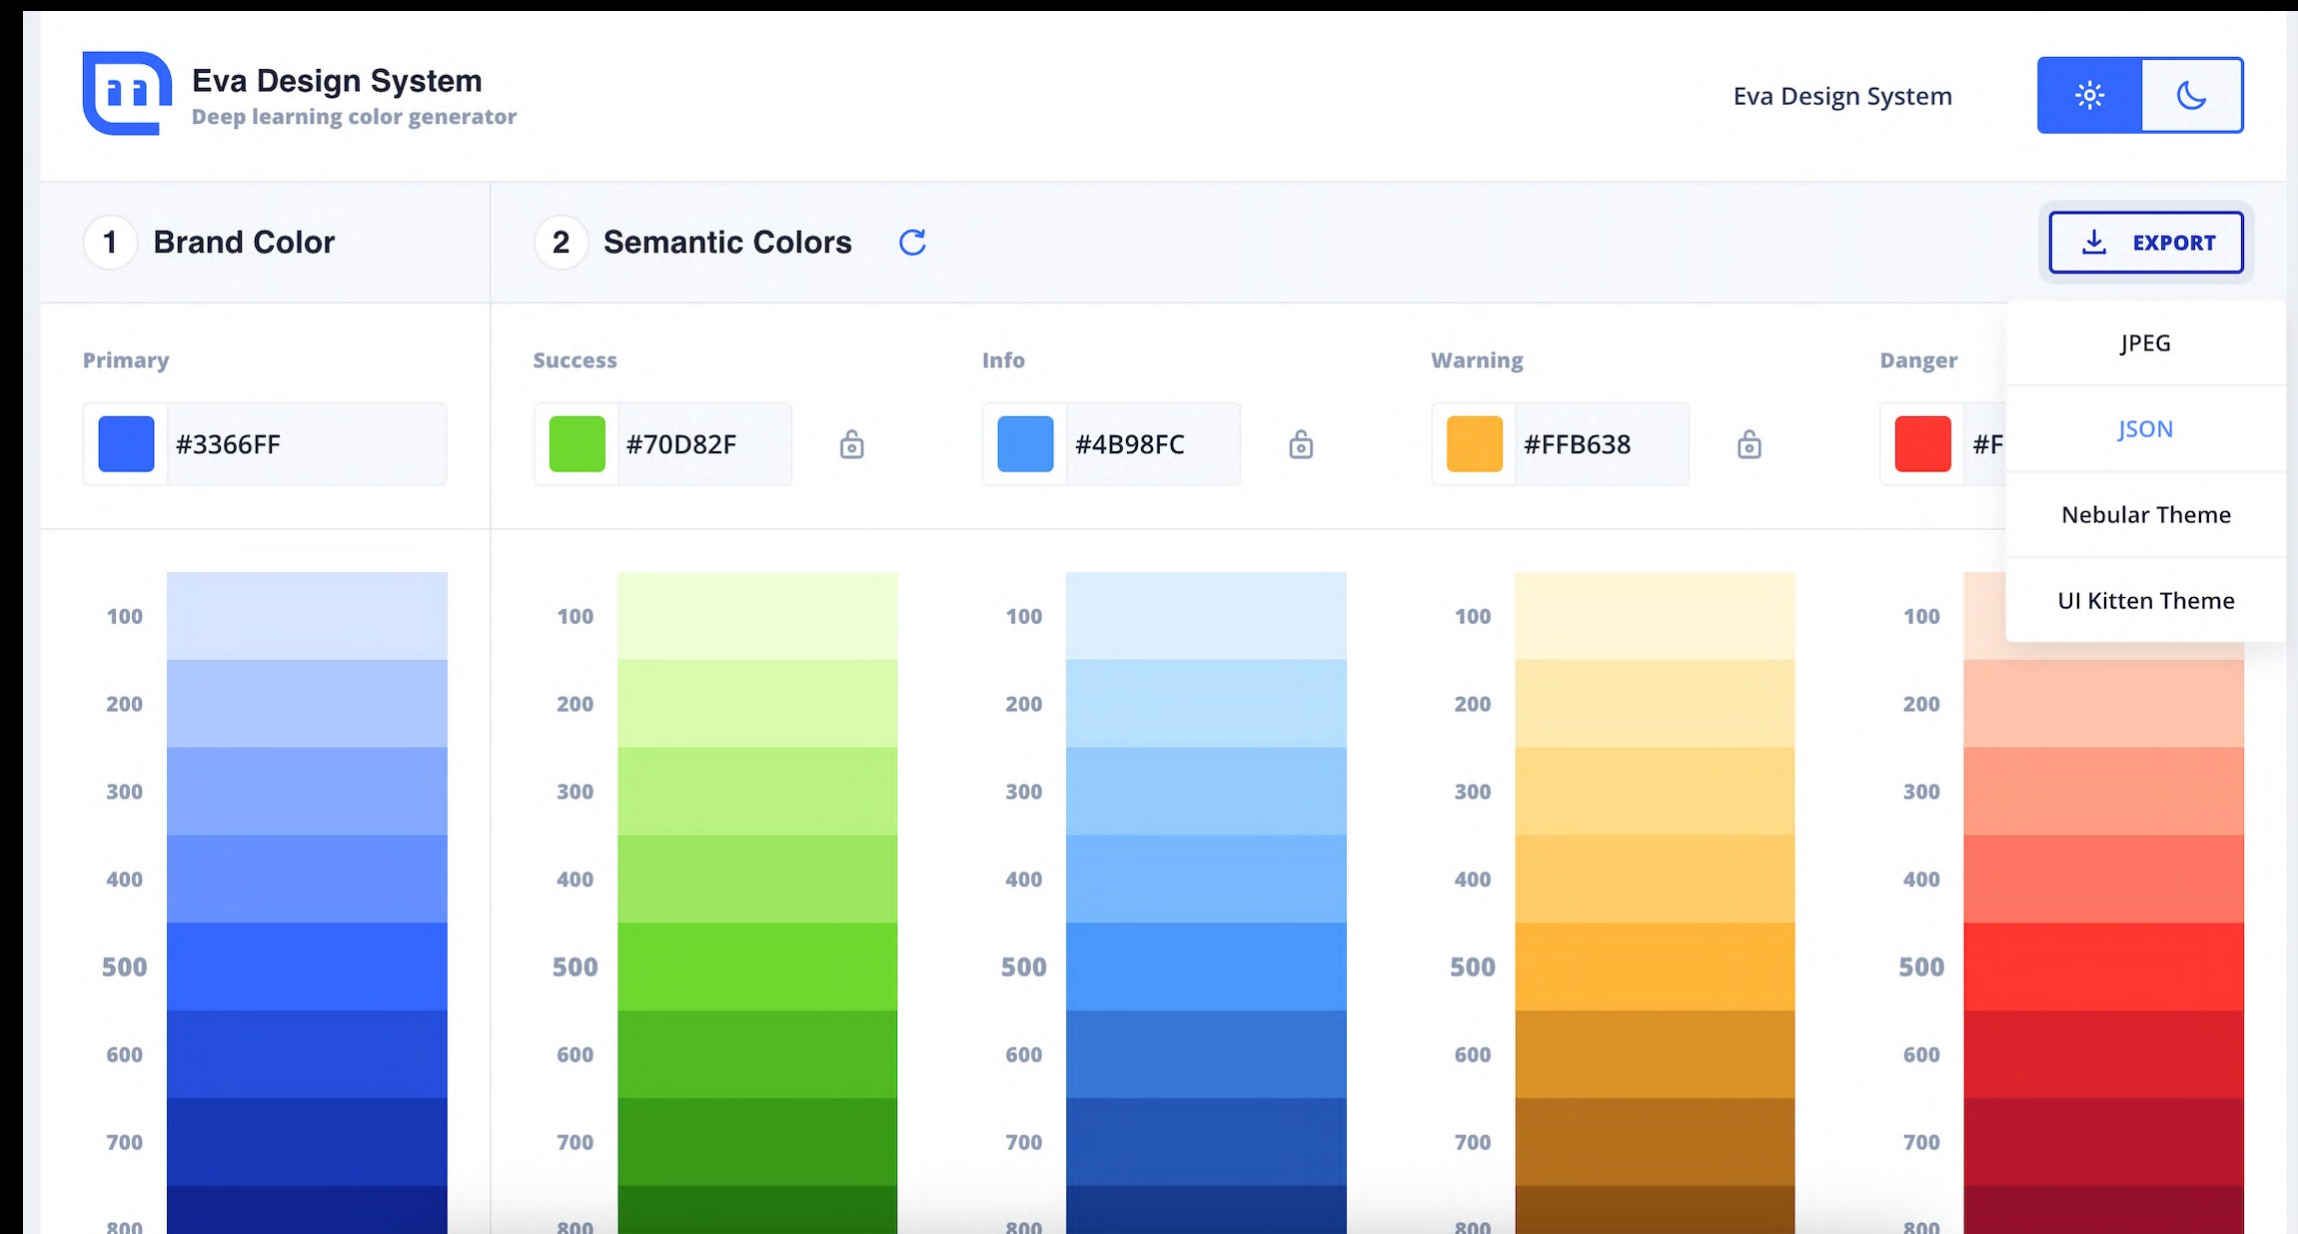 Eva Design System
Deep learning color generator
Eva Design System
1 Brand Color
2 Semantic Colors
EXPORT
JPEG
JSON
Nebular Theme
UI Kitten Theme
Primary
#3366FF
Success
#70D82F
Info
#4B98FC
Warning
#FFB638
Danger
#F
100 100 100 100 100
200 200 200 200 200
300 300 300 300 300
400 400 400 400 400
500 500 500 500 500
600 600 600 600 600
700 700 700 700 700
800 800 800 800 800